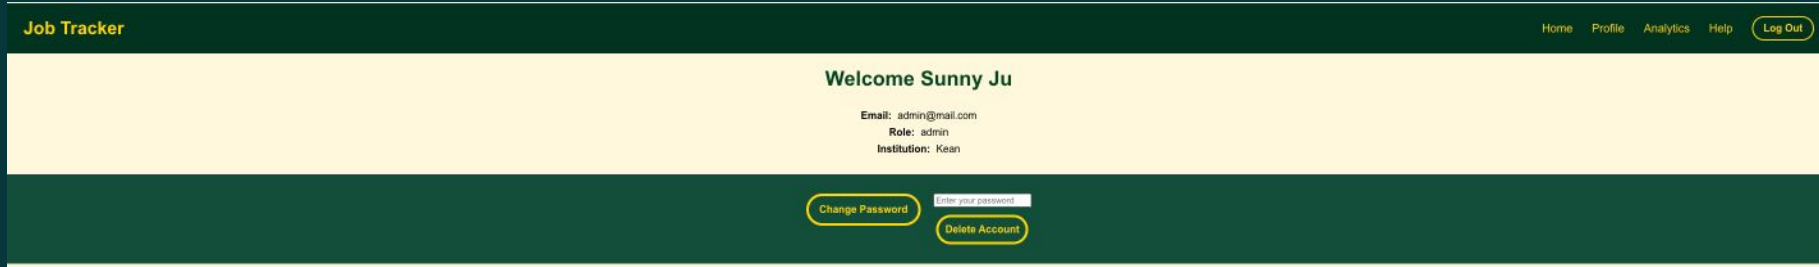 Job Tracker
Home Profile Analytics Help Log Out
Welcome Sunny Ju
Email: admin@mail.com
Role: admin
Institution: Kean
Change Password
Enter your password
Delete Account